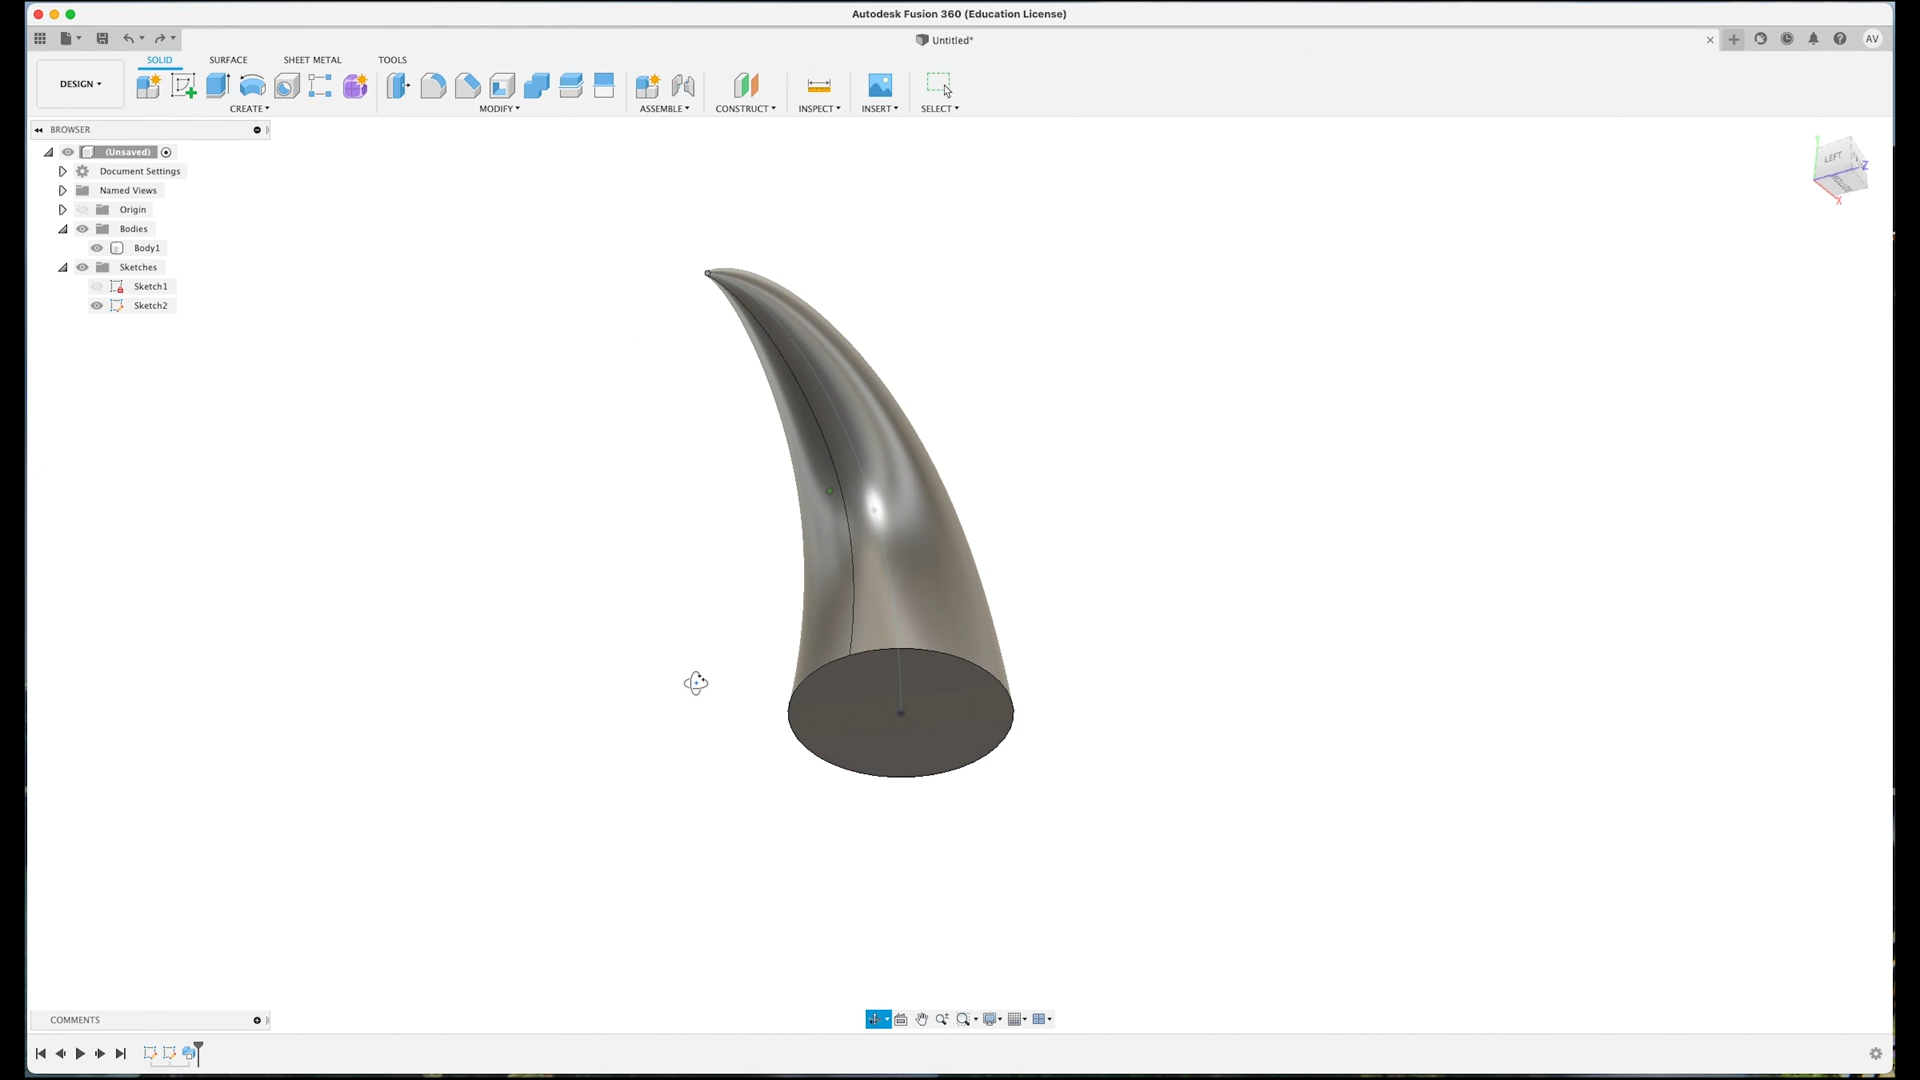 Autodesk Fusion 360 (Education License)
Untitled*
AV
SOLID
SURFACE
SHEET METAL
TOOLS
DESIGN
CREATE
MODIFY
ASSEMBLE
CONSTRUCT
INSPECT
INSERT
SELECT
BROWSER
(Unsaved)
Document Settings
Named Views
Origin
Bodies
Body1
Sketches
Sketch1
Sketch2
LEFT
Z
X
COMMENTS